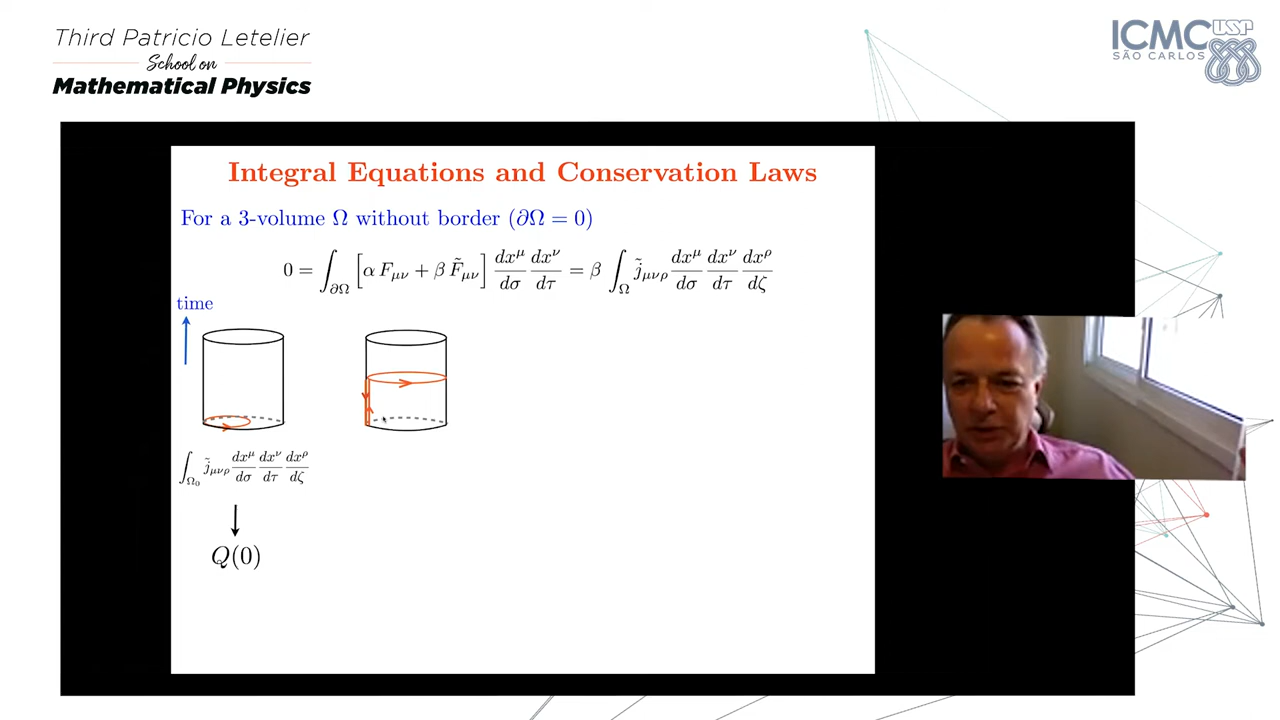 Third Patricio Letelier
School on
Mathematical Physics
ICMC USP
SÃO CARLOS
Integral Equations and Conservation Laws
For a 3-volume Ω without border (∂Ω = 0)
0 = ∫_{∂Ω} [α F_{μν} + β F̃_{μν}] dx^μ/dσ dx^ν/dτ = β ∫_Ω j̃_{μνρ} dx^μ/dσ dx^ν/dτ dx^ρ/dζ
time
∫_{Ω_0} j̃_{μνρ} dx^μ/dσ dx^ν/dτ dx^ρ/dζ
Q(0)